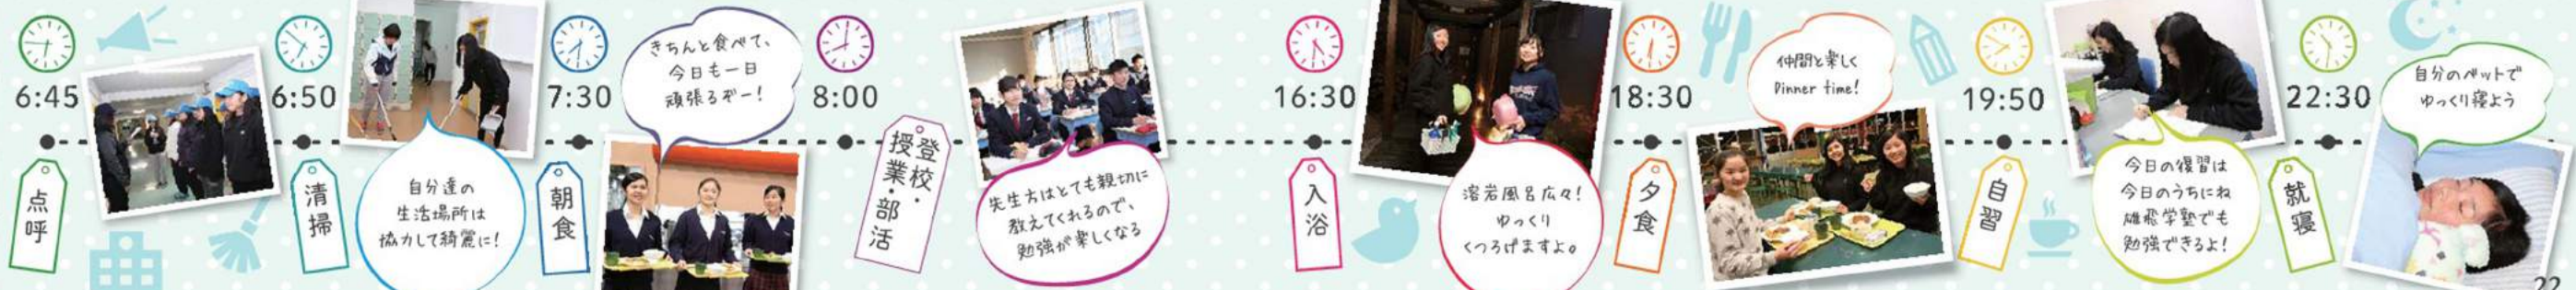 6:45
点呼
6:50
清掃
自分達の
生活場所は
協力して綺麗に!
7:30
朝食
きちんと食べて、
今日も一日
頑張るぞー!
8:00
登校・
授業・部活
先生方はとても親切に
教えてくれるので、
勉強が楽しくなる
16:30
入浴
溶岩風呂広々!
ゆっくり
くつろげますよ。
18:30
夕食
仲間と楽しく
Dinner time!
19:50
自習
今日の復習は
今日のうちにね
雄飛学塾でも
勉強できるよ!
22:30
就寝
自分のベットで
ゆっくり寝よう
22